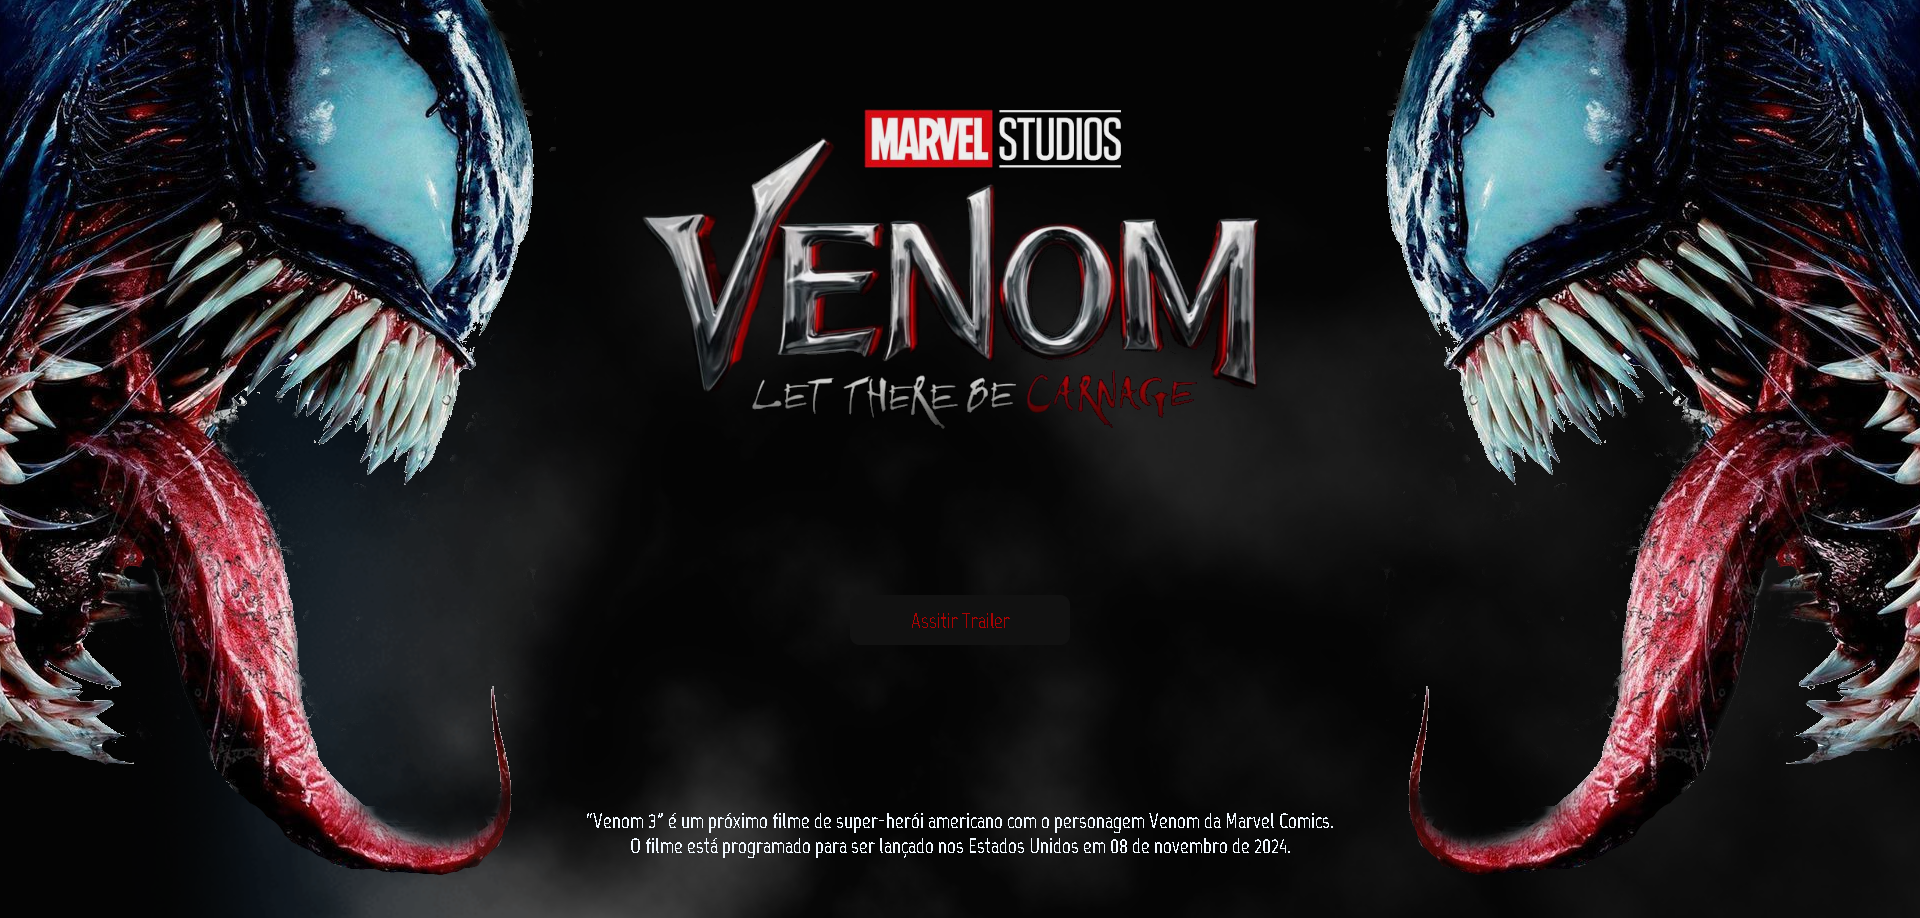 MARVEL STUDIOS
VENOM
LET THERE BE CARNAGE
Assitir Trailer
"Venom 3" é um próximo filme de super-herói americano com o personagem Venom da Marvel Comics.
O filme está programado para ser lançado nos Estados Unidos em 08 de novembro de 2024.